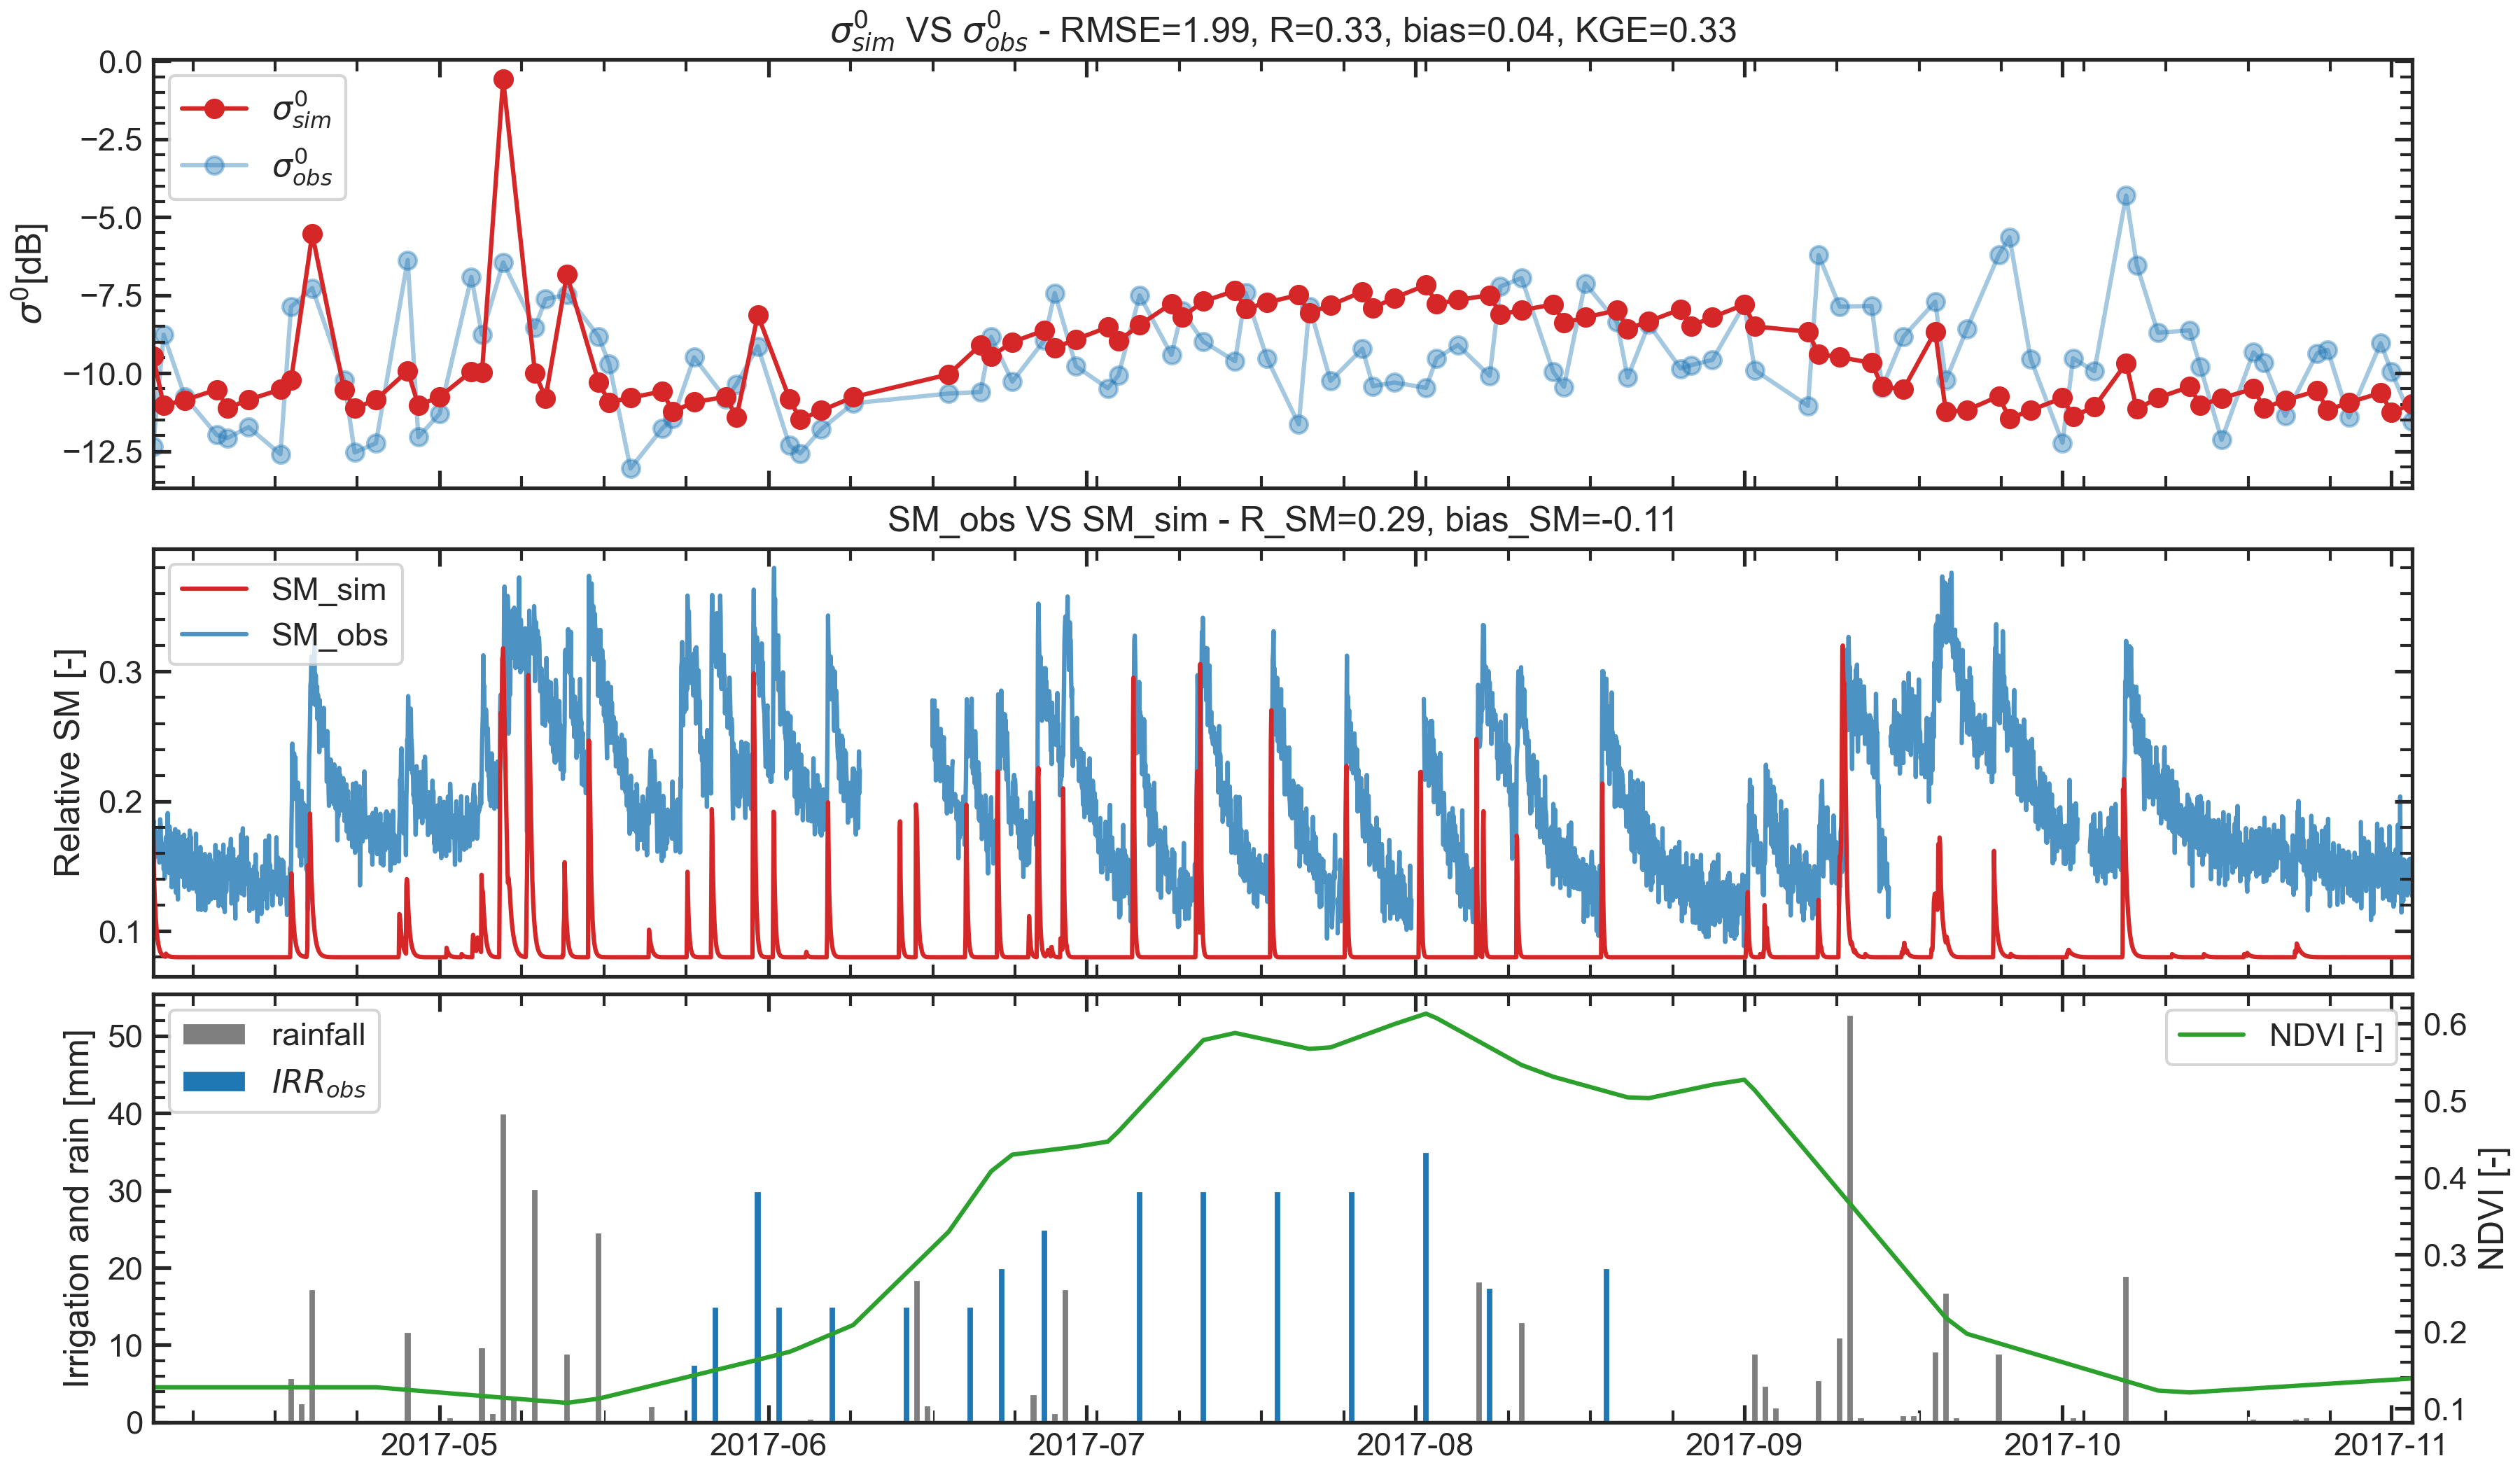 σ⁰sim VS σ⁰obs - RMSE=1.99, R=0.33, bias=0.04, KGE=0.33
σ⁰[dB]
0.0
−2.5
−5.0
−7.5
−10.0
−12.5
σ⁰sim
σ⁰obs
SM_obs VS SM_sim - R_SM=0.29, bias_SM=-0.11
Relative SM [-]
0.3
0.2
0.1
SM_sim
SM_obs
Irrigation and rain [mm]
50
40
30
20
10
0
rainfall
IRRobs
NDVI [-]
0.6
0.5
0.4
0.3
0.2
0.1
NDVI [-]
2017-05
2017-06
2017-07
2017-08
2017-09
2017-10
2017-11